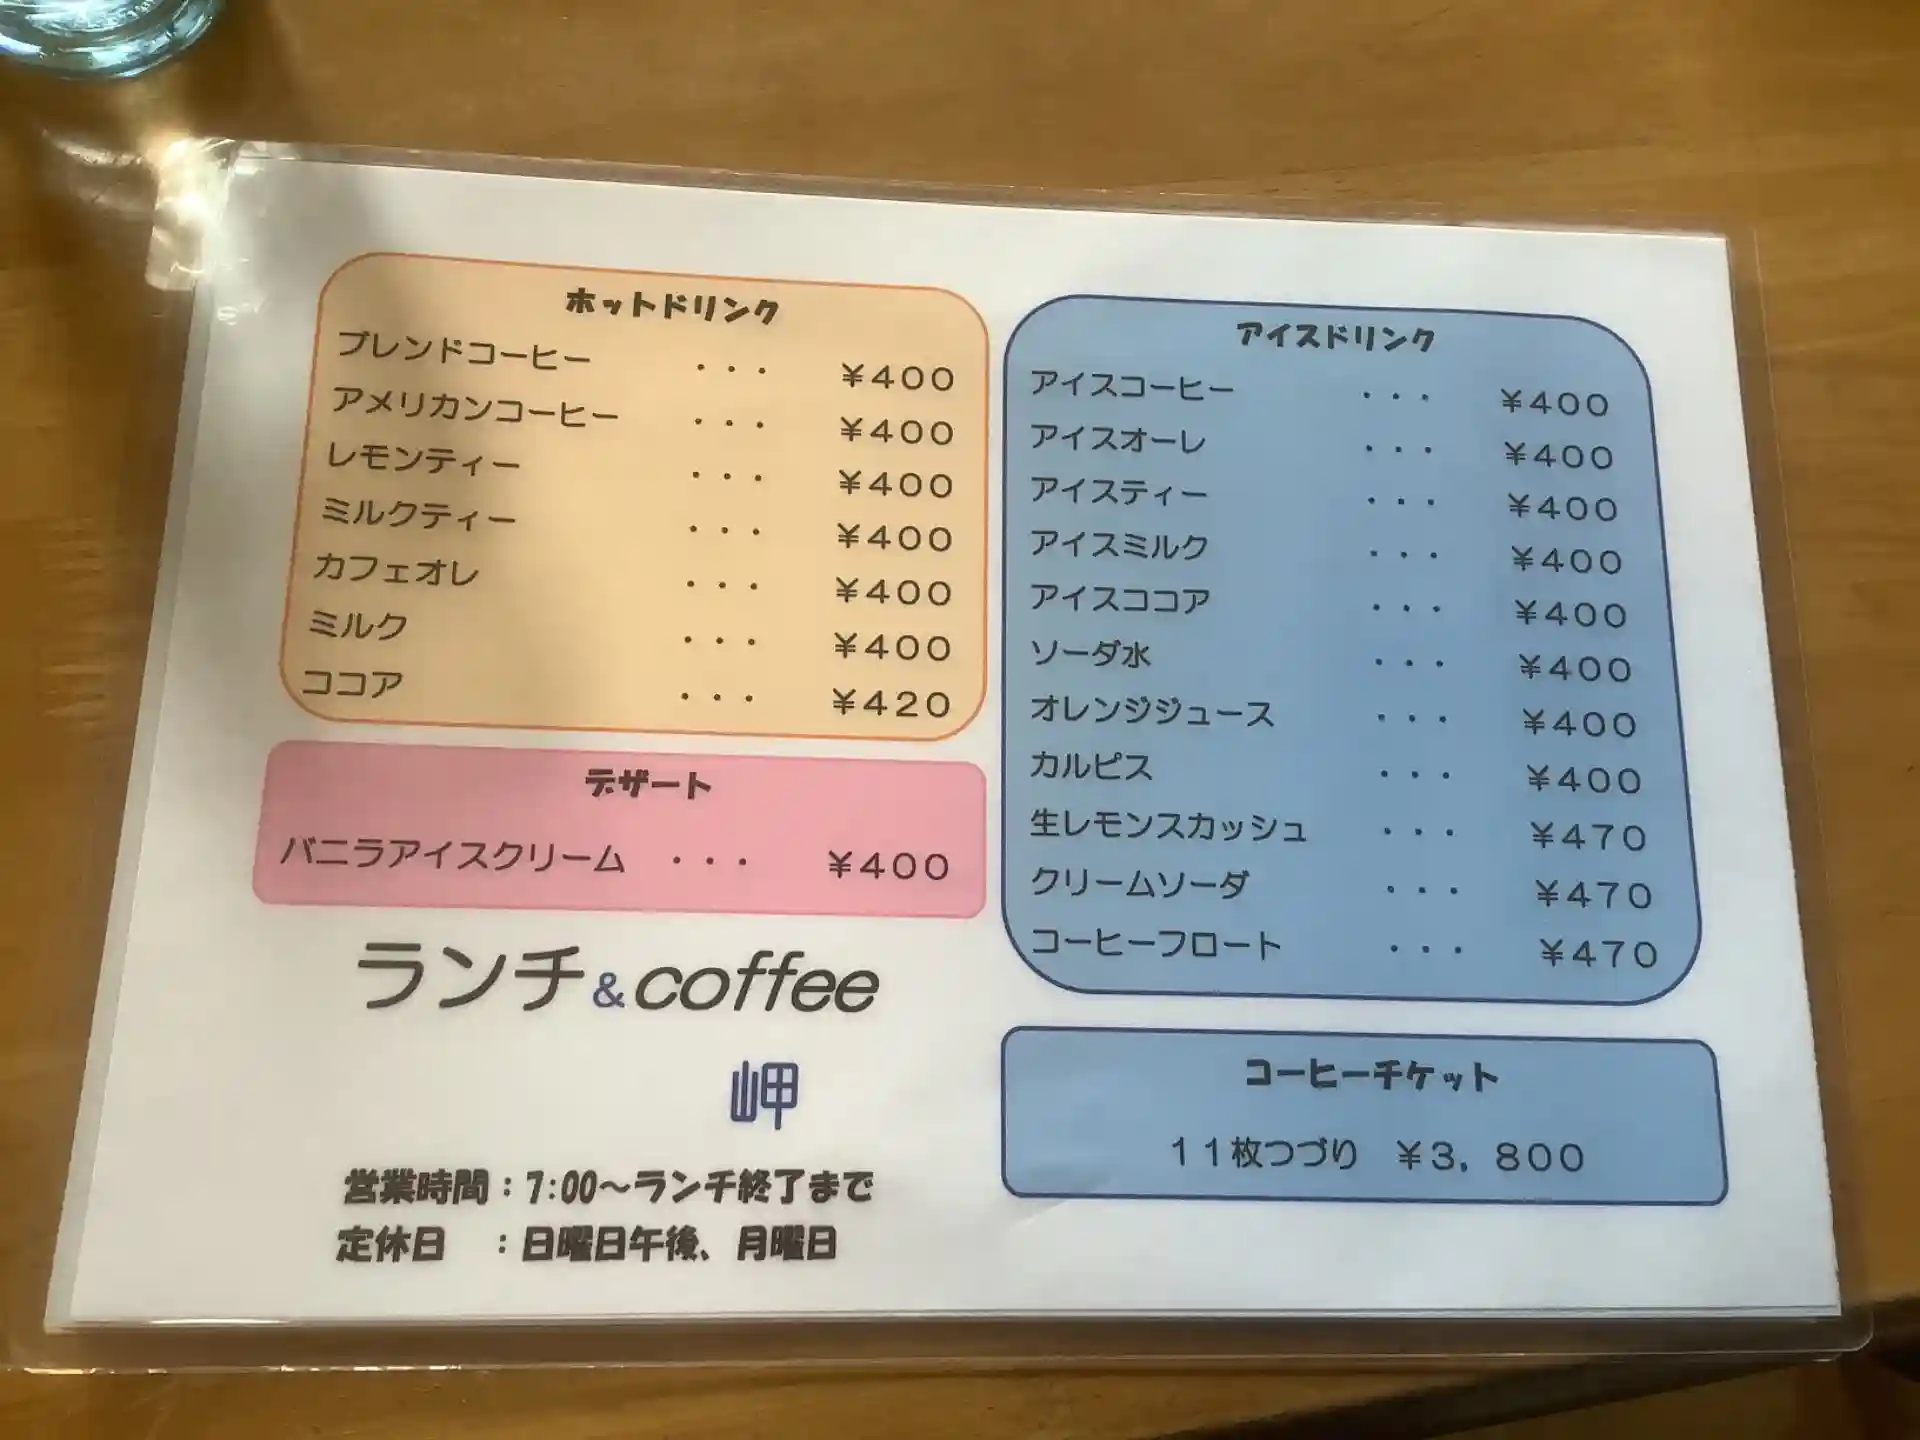 ホットドリンク
ブレンドコーヒー ・・・ ¥400
アメリカンコーヒー ・・・ ¥400
レモンティー ・・・ ¥400
ミルクティー ・・・ ¥400
カフェオレ ・・・ ¥400
ミルク ・・・ ¥400
ココア ・・・ ¥420
デザート
バニラアイスクリーム ・・・ ¥400
ランチ&coffee
岬
営業時間:7:00~ランチ終了まで
定休日 :日曜日午後、月曜日
アイスドリンク
アイスコーヒー ・・・ ¥400
アイスオーレ ・・・ ¥400
アイスティー ・・・ ¥400
アイスミルク ・・・ ¥400
アイスココア ・・・ ¥400
ソーダ水 ・・・ ¥400
オレンジジュース ・・・ ¥400
カルピス ・・・ ¥400
生レモンスカッシュ ・・・ ¥470
クリームソーダ ・・・ ¥470
コーヒーフロート ・・・ ¥470
コーヒーチケット
11枚つづり ¥3,800